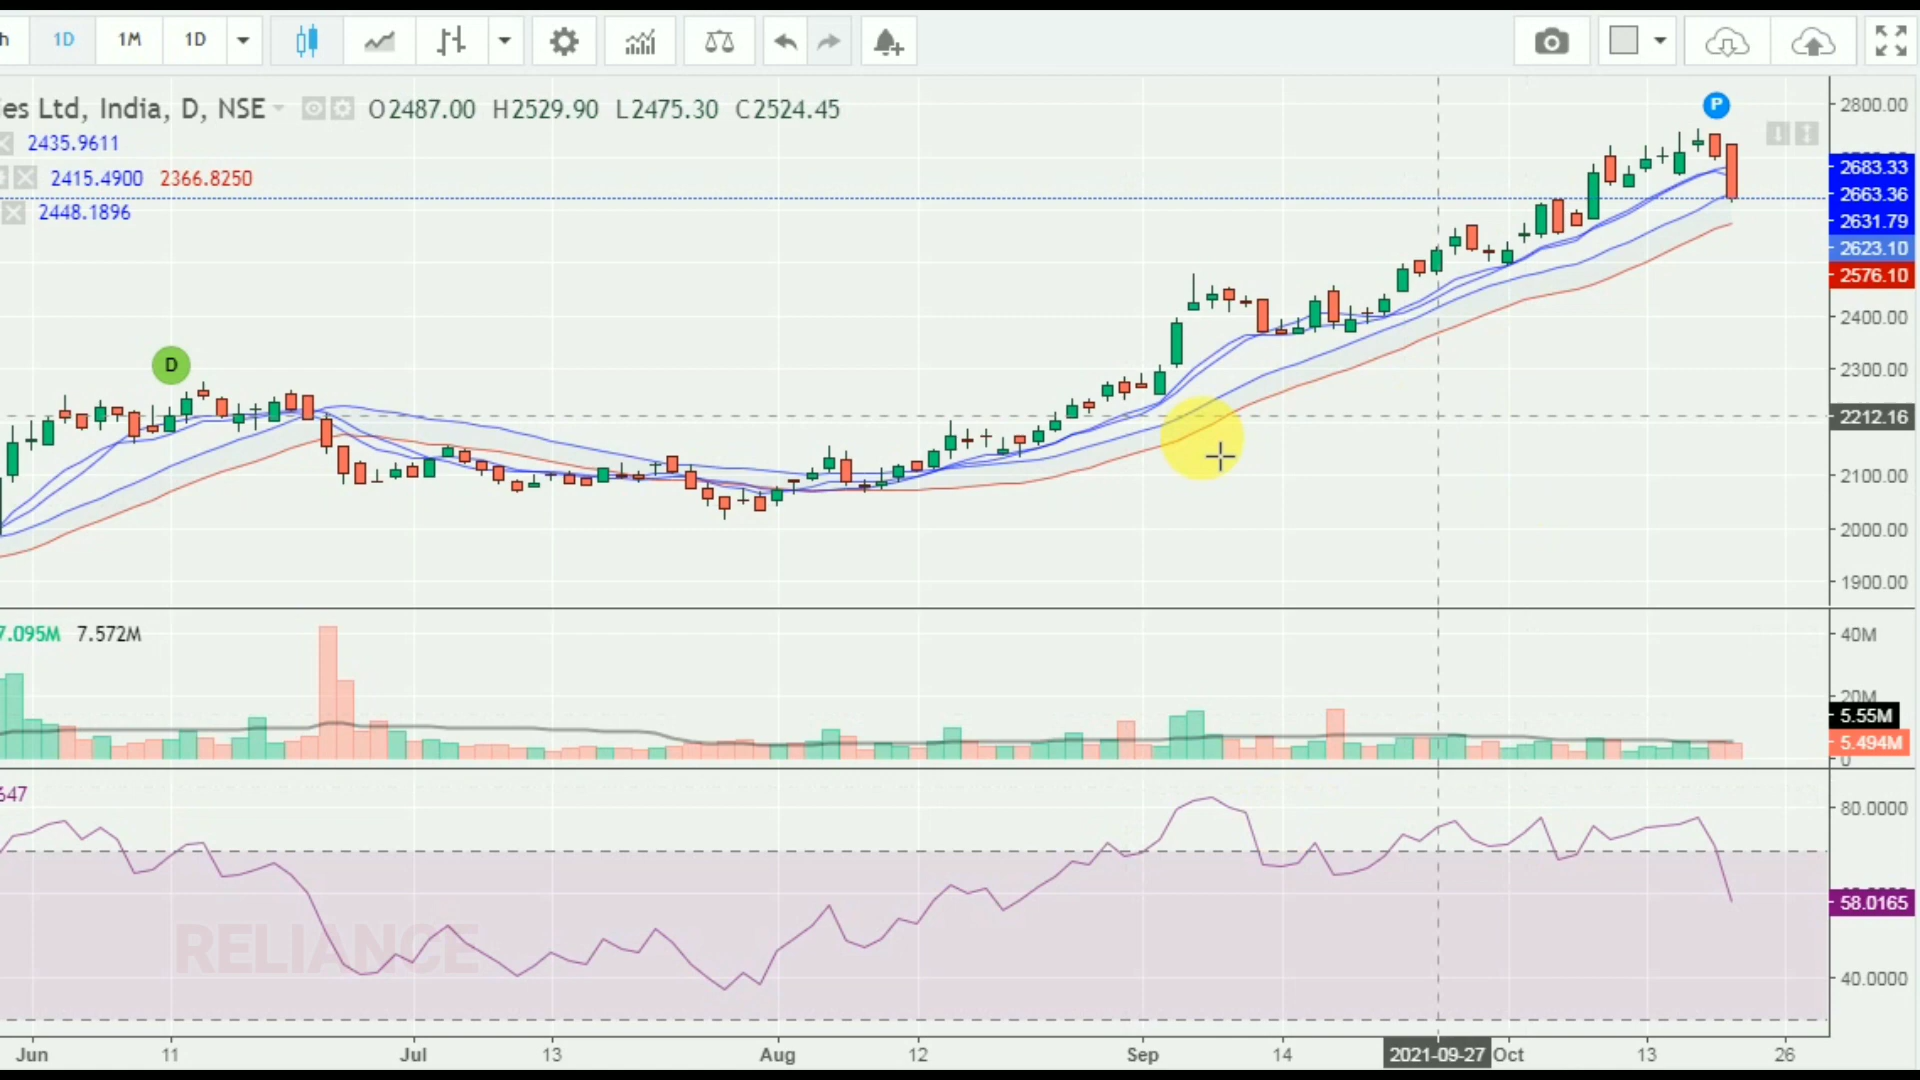 h 1D 1M 1D
es Ltd, India, D, NSE O2487.00 H2529.90 L2475.30 C2524.45
2435.9611
2415.4900 2366.8250
2448.1896
P
D
2800.00
2683.33
2663.36
2631.79
2623.10
2576.10
2400.00
2300.00
2212.16
2100.00
2000.00
1900.00
7.095M 7.572M
40M
20M
5.55M
5.494M
0
647
80.0000
58.0165
40.0000
RELIANCE
Jun 11 Jul 13 Aug 12 Sep 14 2021-09-27 Oct 13 26